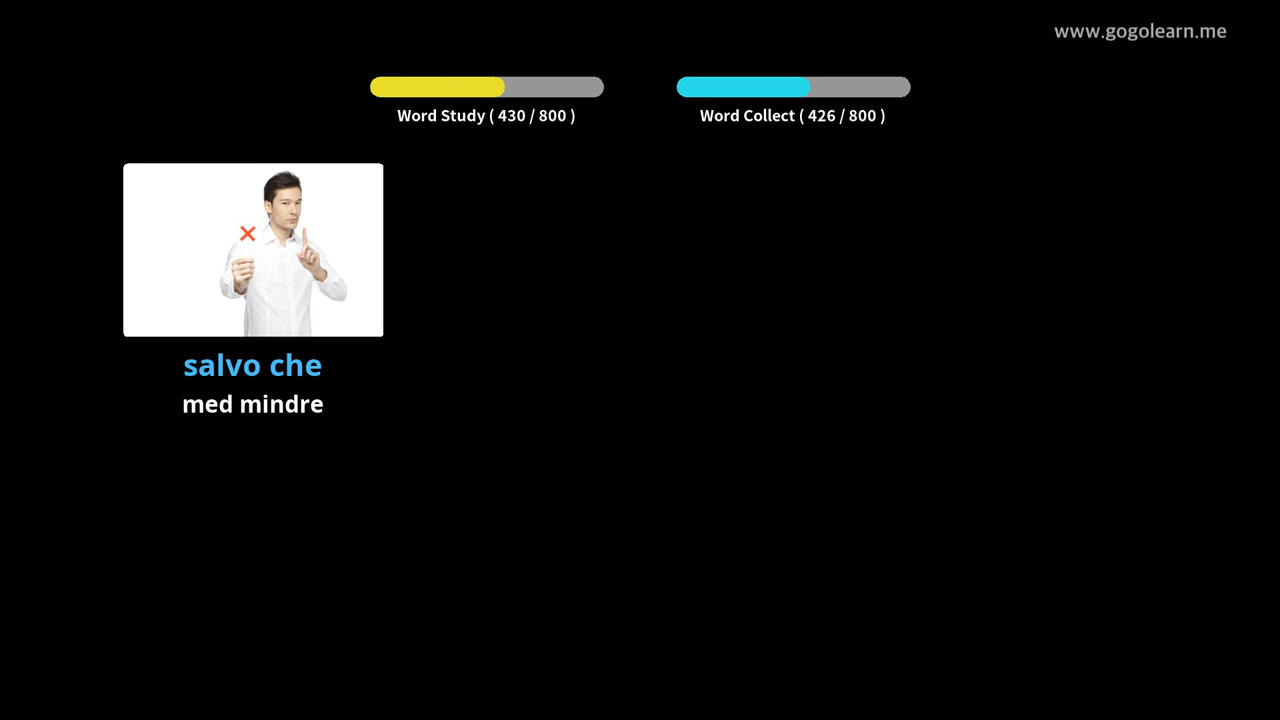 www.gogolearn.me
Word Study ( 430 / 800 )
Word Collect ( 426 / 800 )
salvo che
med mindre